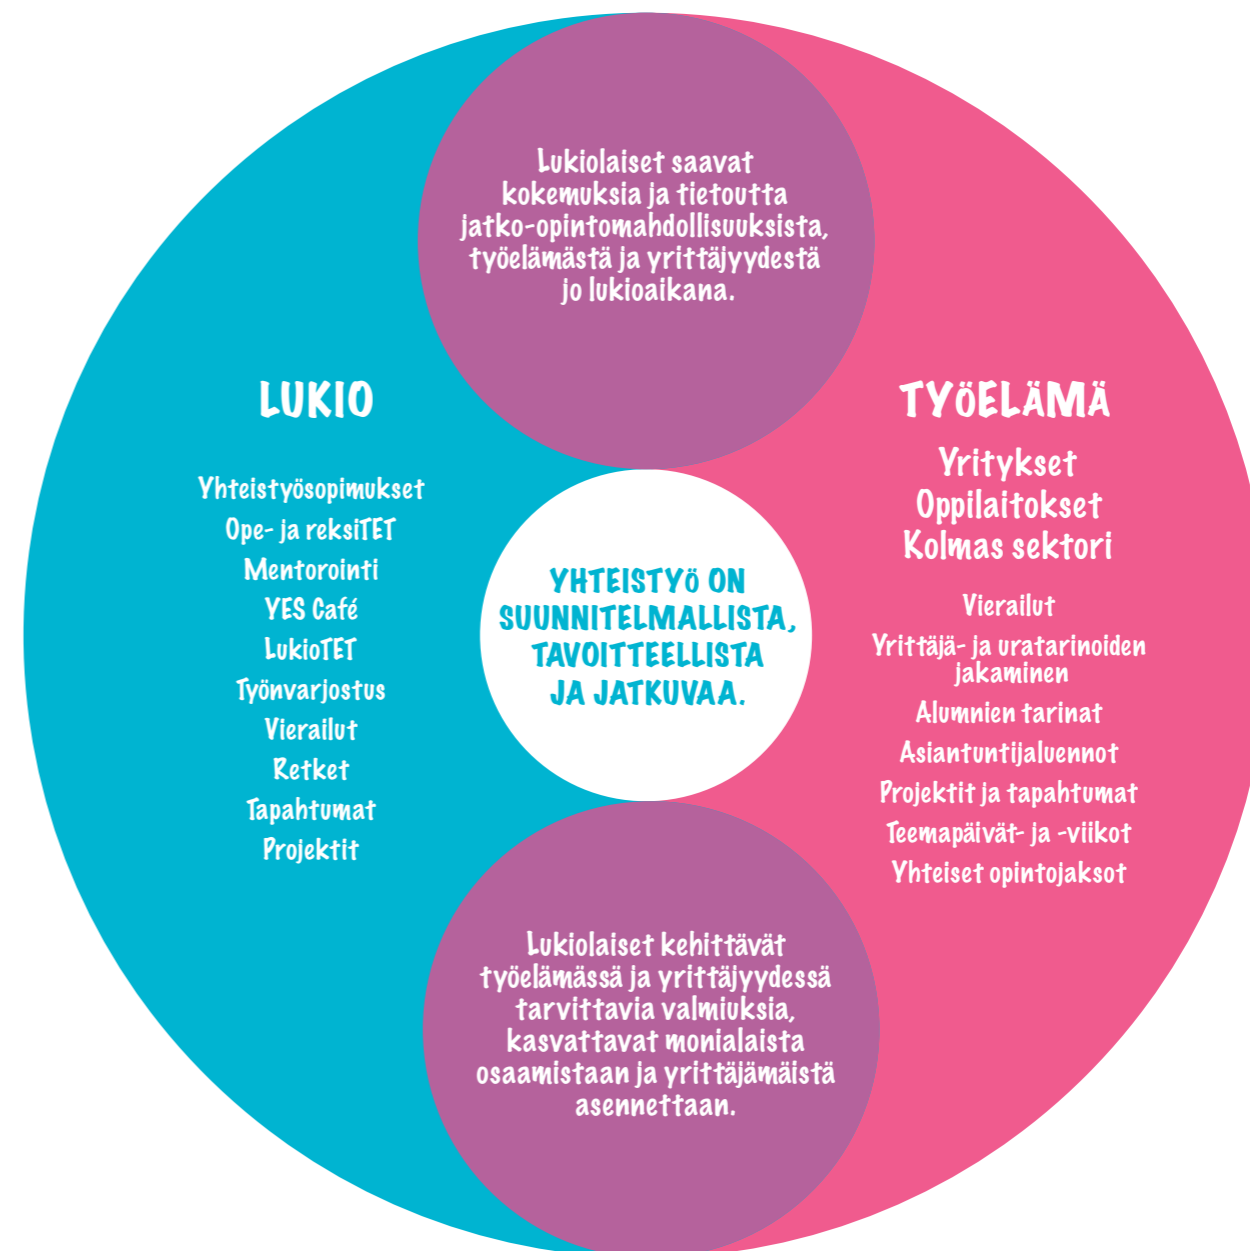 Lukiolaiset saavat
kokemuksia ja tietoutta
jatko-opintomahdollisuuksista,
työelämästä ja yrittäjyydestä
jo lukioaikana.
LUKIO
Yhteistyösopimukset
Ope- ja reksiTET
Mentorointi
YES Café
LukioTET
Työnvarjostus
Vierailut
Retket
Tapahtumat
Projektit
YHTEISTYÖ ON
SUUNNITELMALLISTA,
TAVOITTEELLISTA
JA JATKUVAA.
TYÖELÄMÄ
Yritykset
Oppilaitokset
Kolmas sektori
Vierailut
Yrittäjä- ja uratarinoiden
jakaminen
Alumnien tarinat
Asiantuntijaluennot
Projektit ja tapahtumat
Teemapäivät- ja -viikot
Yhteiset opintojaksot
Lukiolaiset kehittävät
työelämässä ja yrittäjyydessä
tarvittavia valmiuksia,
kasvattavat monialaista
osaamistaan ja yrittäjämäistä
asennettaan.